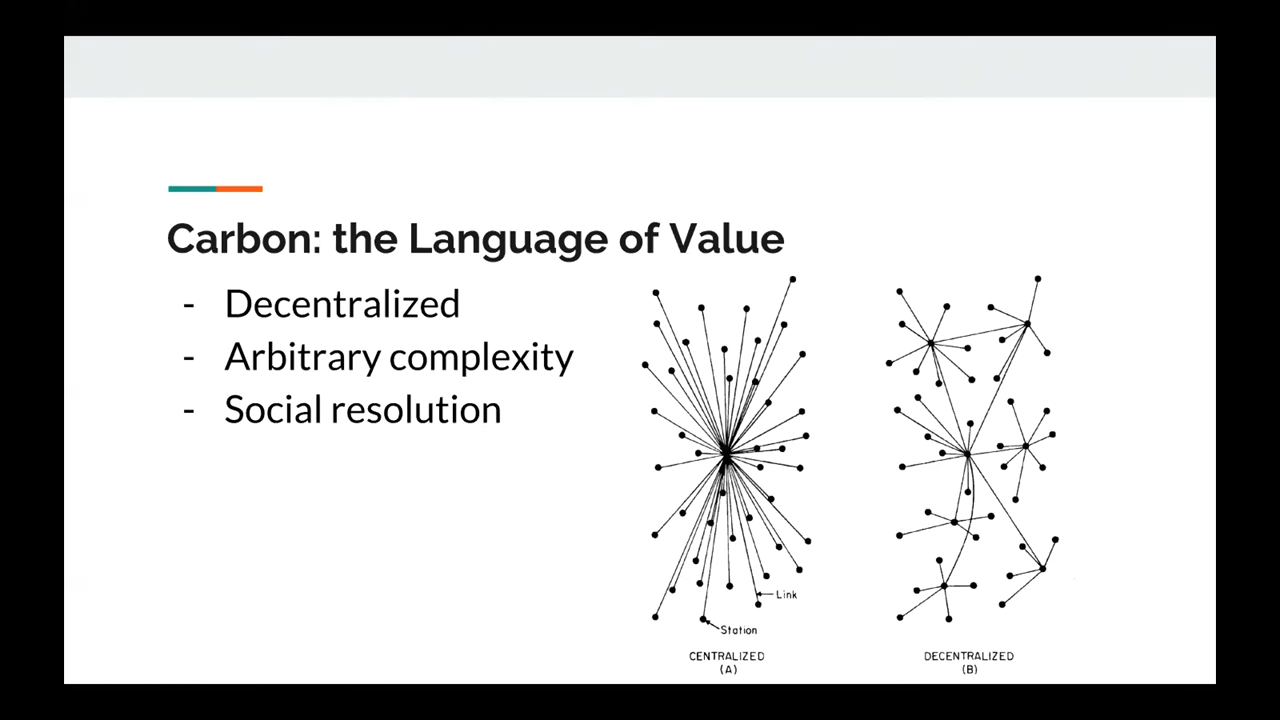 Carbon: the Language of Value
- Decentralized
- Arbitrary complexity
- Social resolution
Link
Station
CENTRALIZED
(A)
DECENTRALIZED
(B)